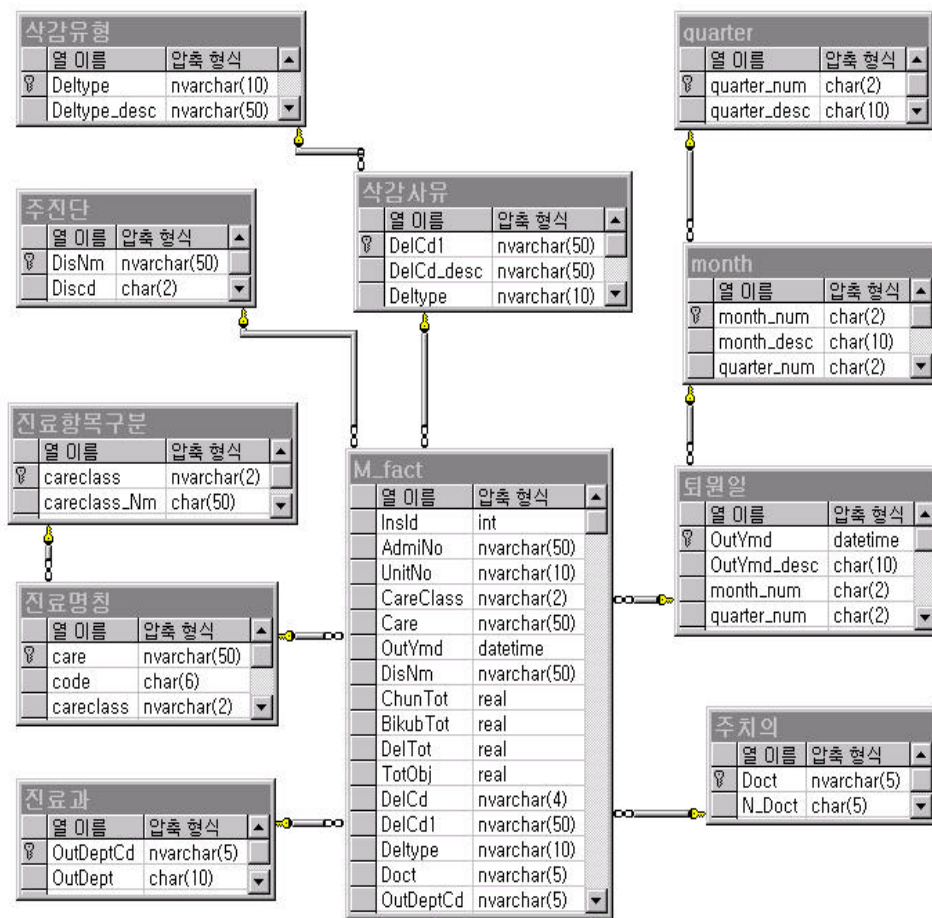 삭감유형
열 이름 압축 형식
Deltype nvarchar(10)
Deltype_desc nvarchar(50)
quarter
열 이름 압축 형식
quarter_num char(2)
quarter_desc char(10)
삭감사유
열 이름 압축 형식
DelCd1 nvarchar(50)
DelCd_desc nvarchar(50)
Deltype nvarchar(10)
주진단
열 이름 압축 형식
DisNm nvarchar(50)
Discd char(2)
month
열 이름 압축 형식
month_num char(2)
month_desc char(10)
quarter_num char(2)
진료항목구분
열 이름 압축 형식
careclass nvarchar(2)
careclass_Nm char(50)
M_fact
열 이름 압축 형식
InsId int
AdmiNo nvarchar(50)
UnitNo nvarchar(10)
CareClass nvarchar(2)
Care nvarchar(50)
OutYmd datetime
DisNm nvarchar(50)
ChunTot real
BikubTot real
DelTot real
TotObj real
DelCd nvarchar(4)
DelCd1 nvarchar(50)
Deltype nvarchar(10)
Doct nvarchar(5)
OutDeptCd nvarchar(5)
퇴원일
열 이름 압축 형식
OutYmd datetime
OutYmd_desc char(10)
month_num char(2)
quarter_num char(2)
진료명칭
열 이름 압축 형식
care nvarchar(50)
code char(6)
careclass nvarchar(2)
주치의
열 이름 압축 형식
Doct nvarchar(5)
N_Doct char(5)
진료과
열 이름 압축 형식
OutDeptCd nvarchar(5)
OutDept char(10)